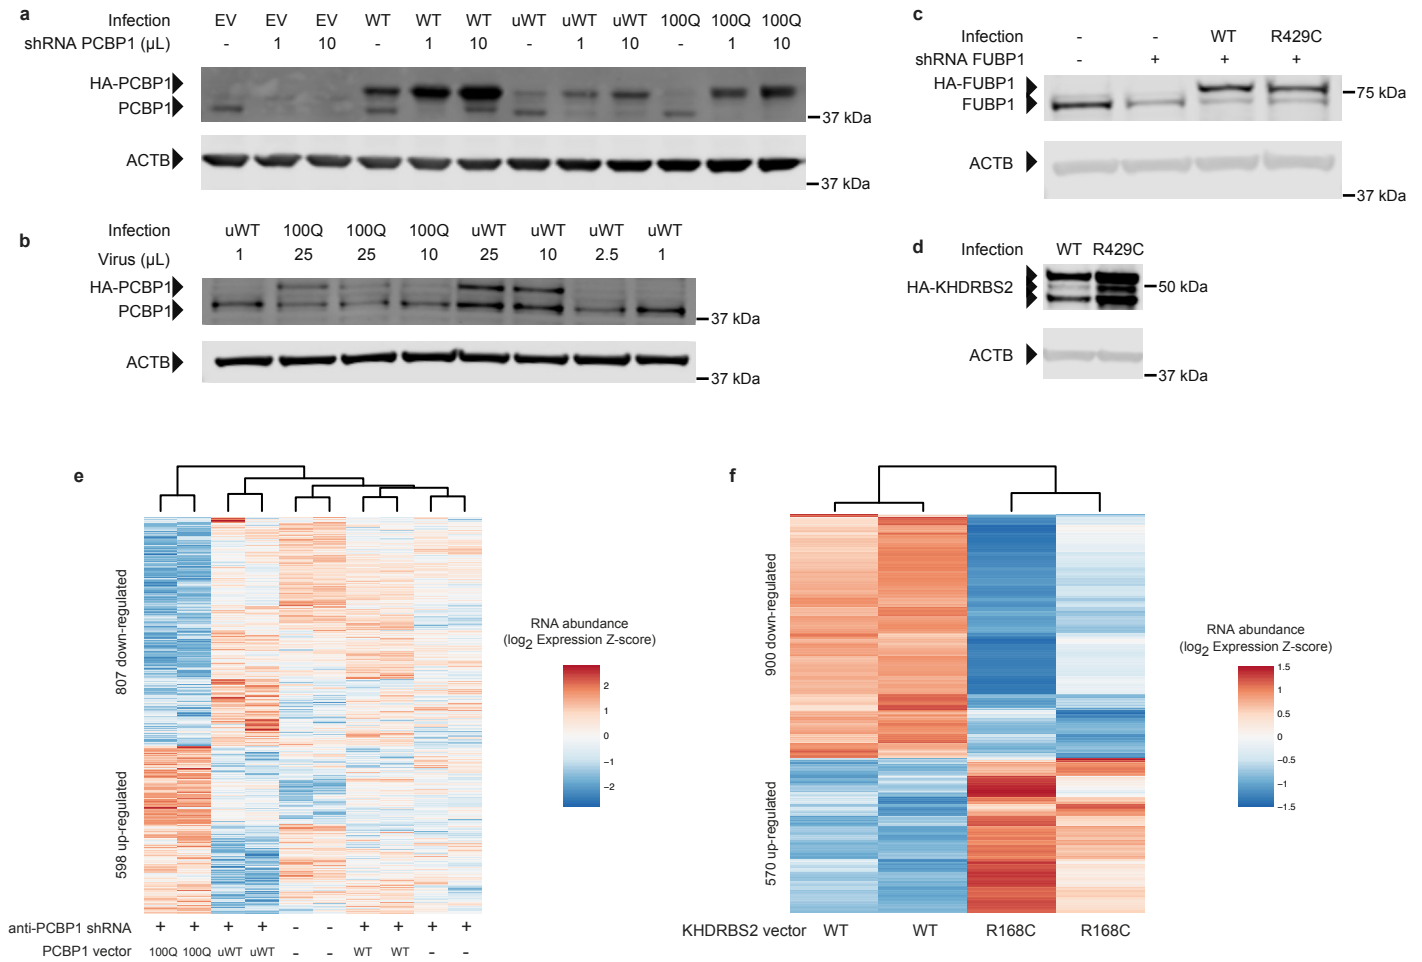 a
Infection EV EV EV WT WT WT uWT uWT uWT 100Q 100Q 100Q
shRNA PCBP1 (µL) - 1 10 - 1 10 - 1 10 - 1 10
HA-PCBP1
PCBP1
37 kDa
ACTB
37 kDa
b
Infection uWT 100Q 100Q 100Q uWT uWT uWT uWT
Virus (µL) 1 25 25 10 25 10 2.5 1
HA-PCBP1
PCBP1
37 kDa
ACTB
37 kDa
c
Infection - - WT R429C
shRNA FUBP1 - + + +
HA-FUBP1
75 kDa
FUBP1
ACTB
37 kDa
d
Infection WT R429C
HA-KHDRBS2
50 kDa
ACTB
37 kDa
e
807 down-regulated
598 up-regulated
RNA abundance
(log2 Expression Z-score)
2
1
0
−1
−2
anti-PCBP1 shRNA + + + + - - + + + +
PCBP1 vector 100Q 100Q uWT uWT - - WT WT - -
f
900 down-regulated
570 up-regulated
RNA abundance
(log2 Expression Z-score)
1.5
1
0.5
0
−0.5
−1
−1.5
KHDRBS2 vector WT WT R168C R168C